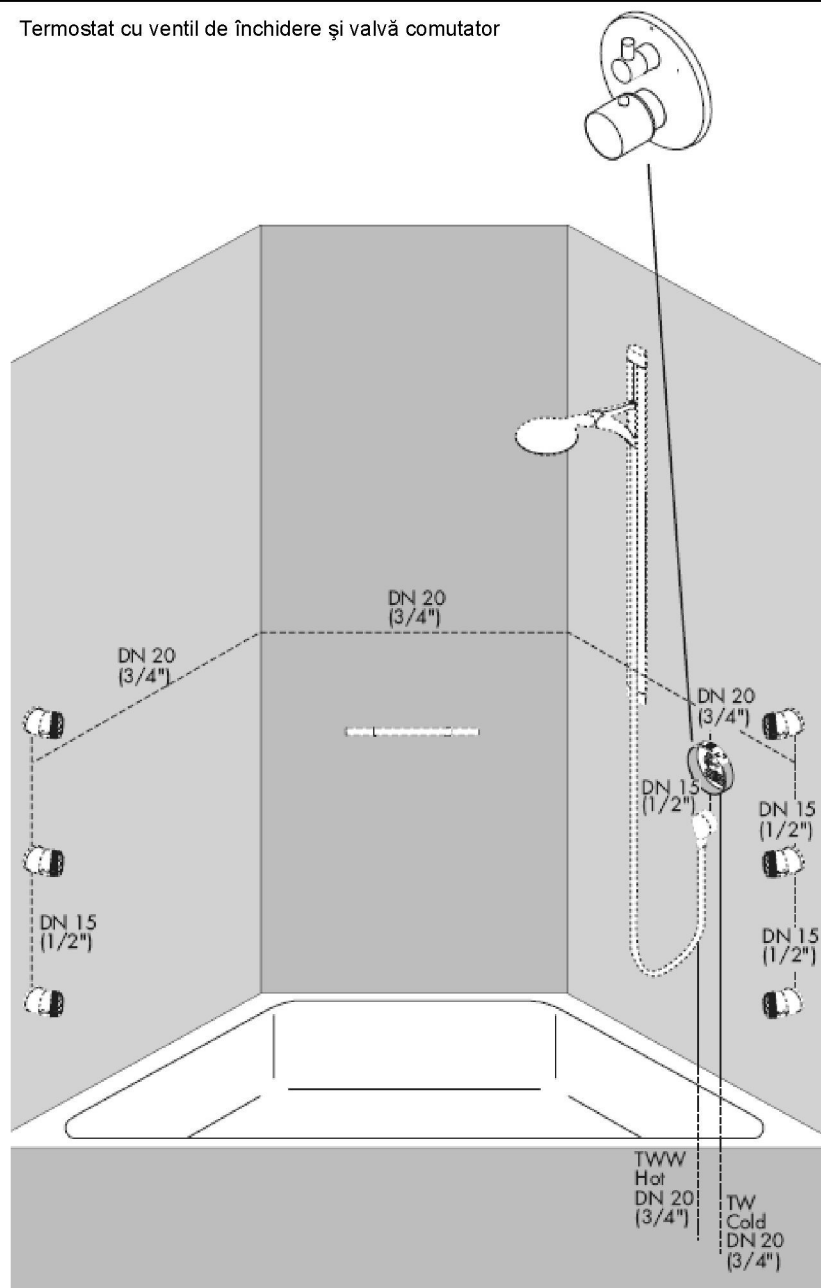 Termostat cu ventil de închidere şi valvă comutator
DN 20
(3/4")
DN 20
(3/4")
DN 20
(3/4")
DN 15
(1/2")
DN 15
(1/2")
DN 15
(1/2")
DN 15
(1/2")
TWW
Hot
DN 20
(3/4")
TW
Cold
DN 20
(3/4")